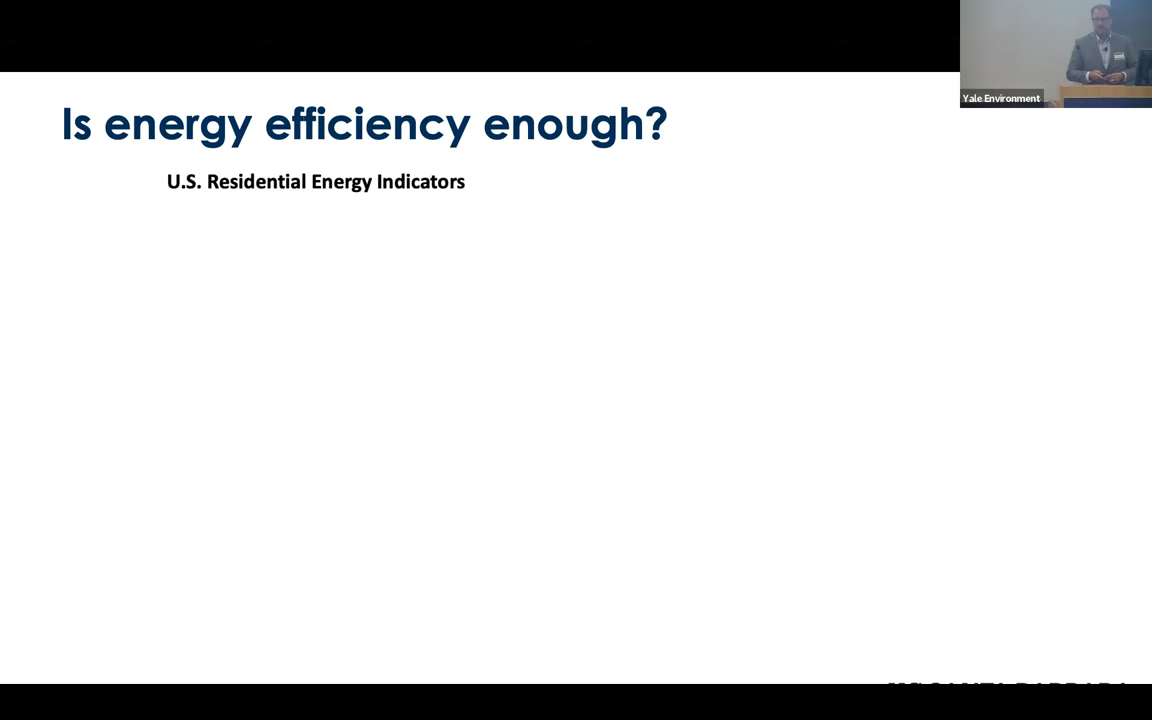 Is energy efficiency enough?
U.S. Residential Energy Indicators
Yale Environment